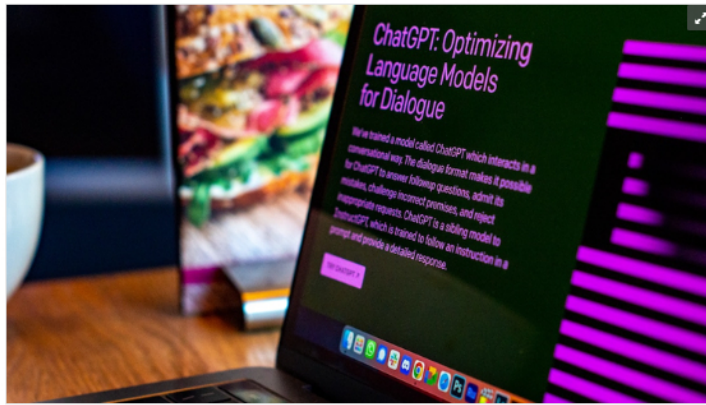 ChatGPT: Optimizing
Language Models
for Dialogue
We've trained a model called ChatGPT which interacts in a
conversational way. The dialogue format makes it possible
for ChatGPT to answer followup questions, admit its
mistakes, challenge incorrect premises, and reject
inappropriate requests. ChatGPT is a sibling model to
InstructGPT, which is trained to follow an instruction in a
prompt and provide a detailed response.
TRY CHATGPT ↗
Ps